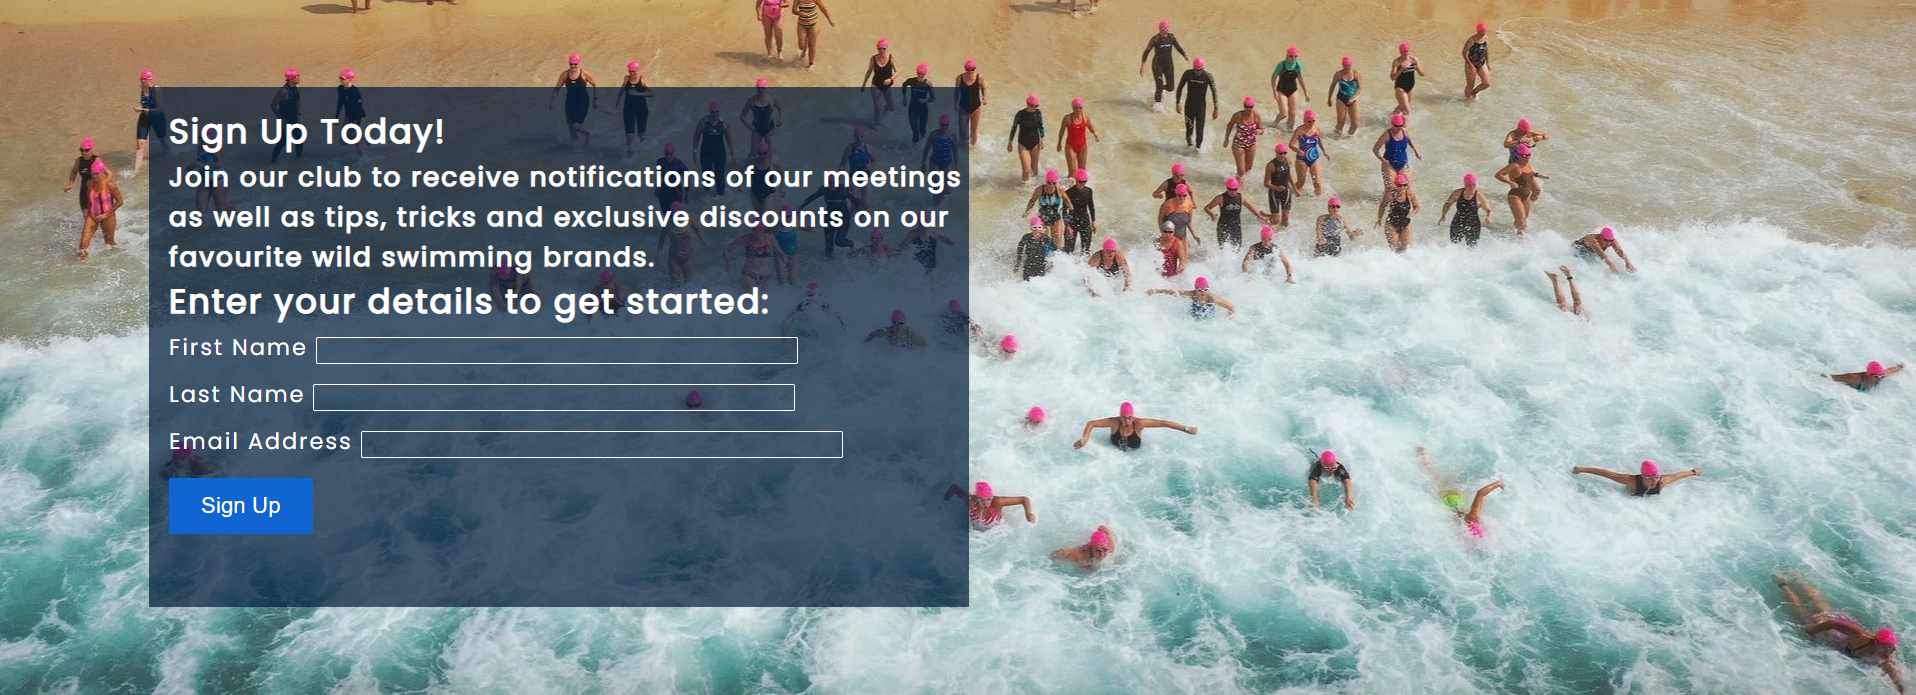 Sign Up Today!
Join our club to receive notifications of our meetings
as well as tips, tricks and exclusive discounts on our
favourite wild swimming brands.
Enter your details to get started:
First Name
Last Name
Email Address
Sign Up